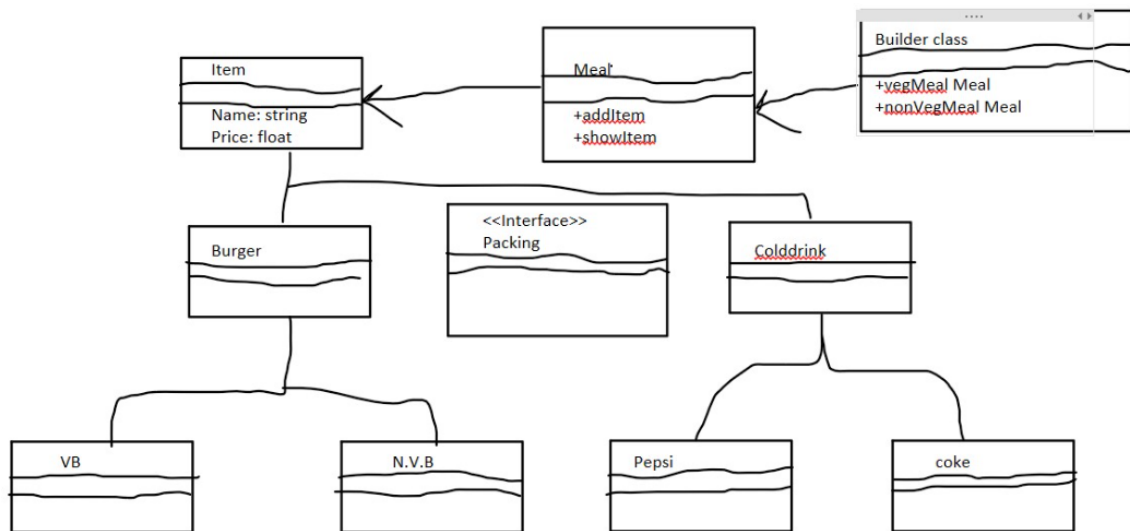 Builder class
+vegMeal Meal
+nonVegMeal Meal
Item
Name: string
Price: float
Meal
+addItem
+showItem
Burger
<<Interface>>
Packing
Colddrink
VB
N.V.B
Pepsi
coke